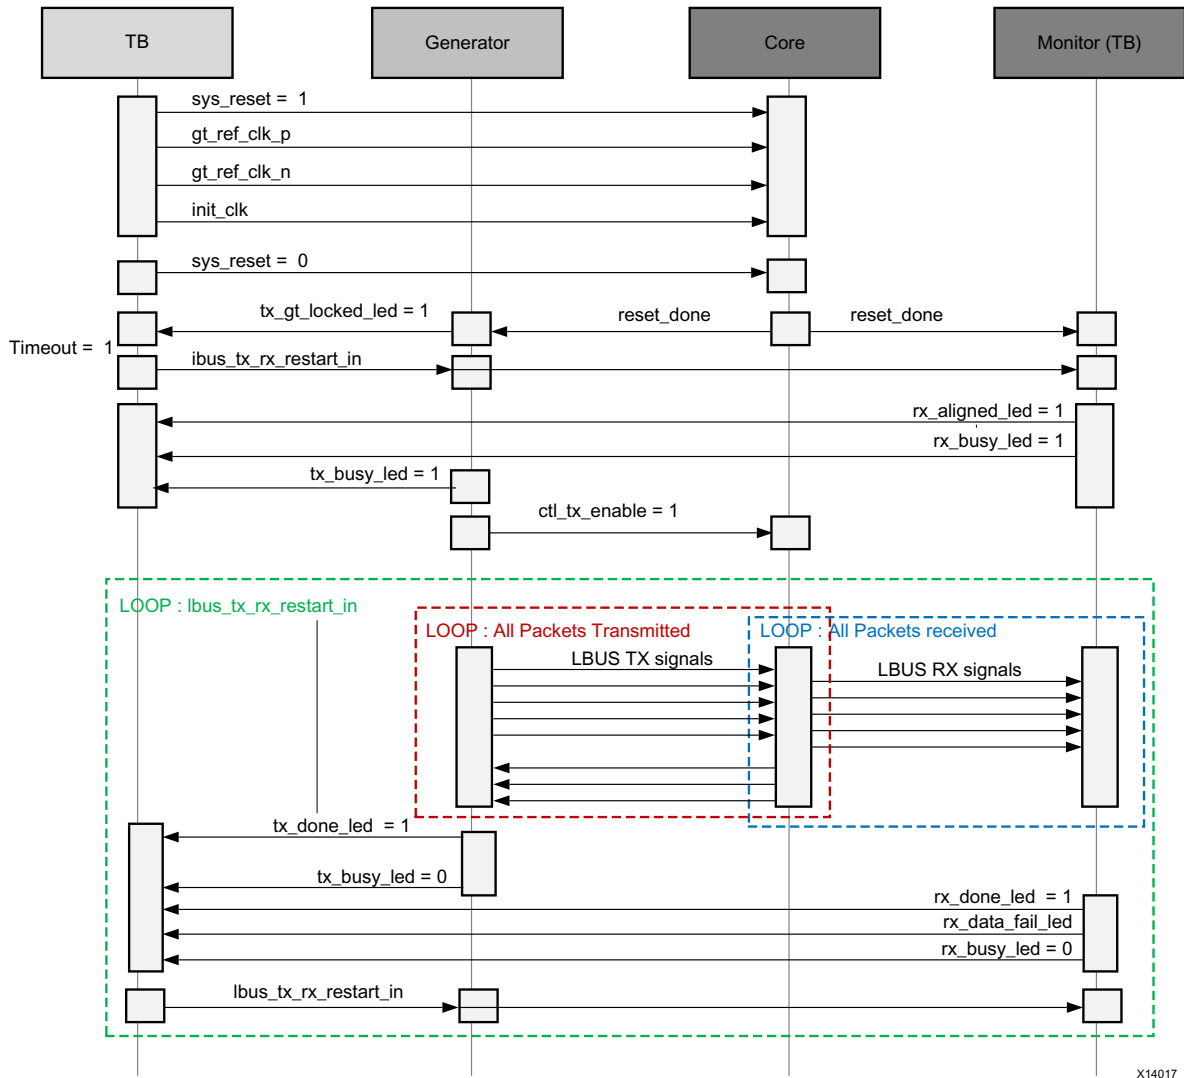 TB
Generator
Core
Monitor (TB)
sys_reset = 1
gt_ref_clk_p
gt_ref_clk_n
init_clk
sys_reset = 0
tx_gt_locked_led = 1
reset_done
reset_done
Timeout = 1
ibus_tx_rx_restart_in
rx_aligned_led = 1
rx_busy_led = 1
tx_busy_led = 1
ctl_tx_enable = 1
LOOP : lbus_tx_rx_restart_in
LOOP : All Packets Transmitted
LOOP : All Packets received
LBUS TX signals
LBUS RX signals
tx_done_led = 1
tx_busy_led = 0
rx_done_led = 1
rx_data_fail_led
rx_busy_led = 0
lbus_tx_rx_restart_in
X14017